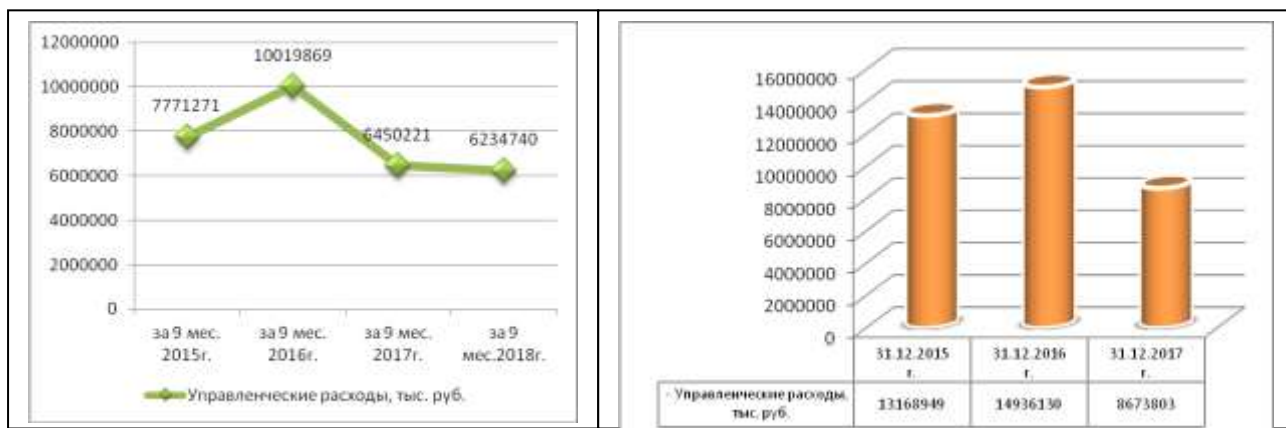 12000000
10000000
8000000
6000000
4000000
2000000
0
7771271
10019869
6450221
6234740
за 9 мес.
2015г.
за 9 мес.
2016г.
за 9 мес.
2017г.
за 9
мес.2018г.
Управленческие расходы, тыс. руб.
16000000
14000000
12000000
10000000
8000000
6000000
4000000
2000000
0
31.12.2015
г.
31.12.2016
г.
31.12.2017
г.
- Управленческие расходы,
тыс. руб.
13168949
14936130
8673803